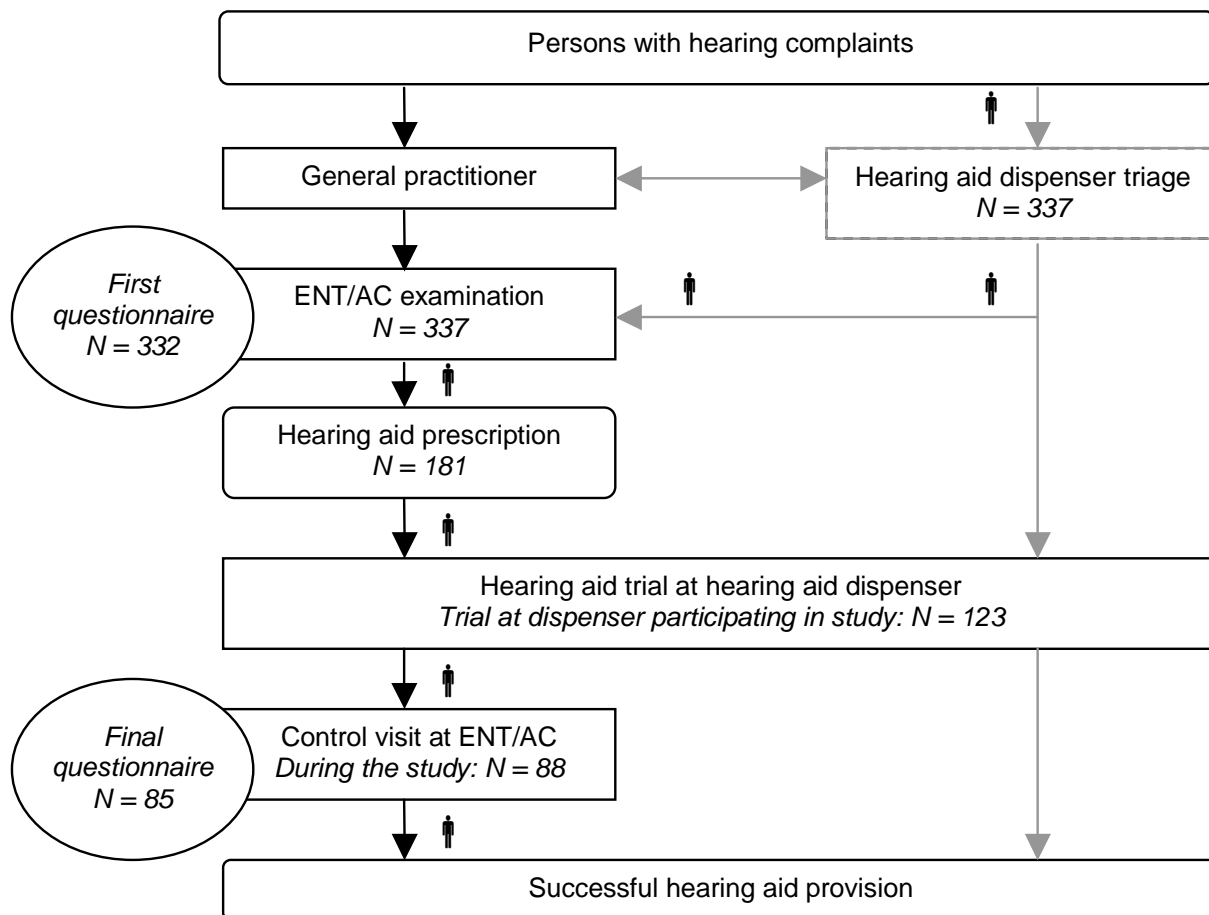 Persons with hearing complaints
General practitioner
Hearing aid dispenser triage
N = 337
First
questionnaire
N = 332
ENT/AC examination
N = 337
Hearing aid prescription
N = 181
Hearing aid trial at hearing aid dispenser
Trial at dispenser participating in study: N = 123
Final
questionnaire
N = 85
Control visit at ENT/AC
During the study: N = 88
Successful hearing aid provision